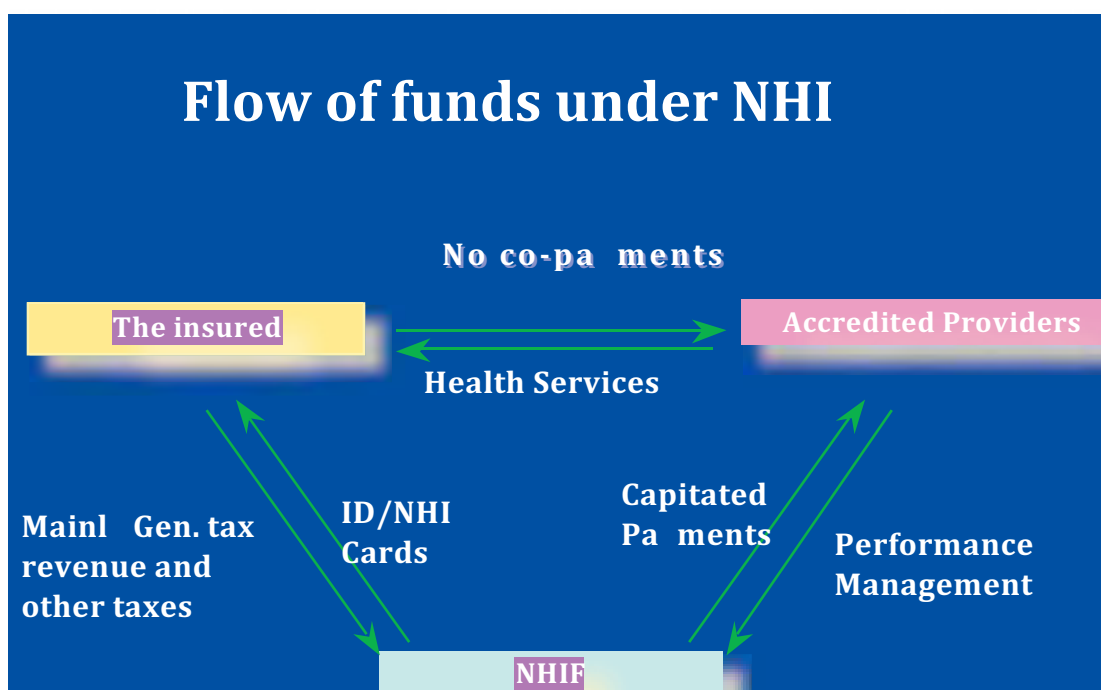 Flow of funds under NHI
No co-pa ments
The insured
Accredited Providers
Health Services
Mainl Gen. tax
revenue and
other taxes
ID/NHI
Cards
Capitated
Pa ments
Performance
Management
NHIF